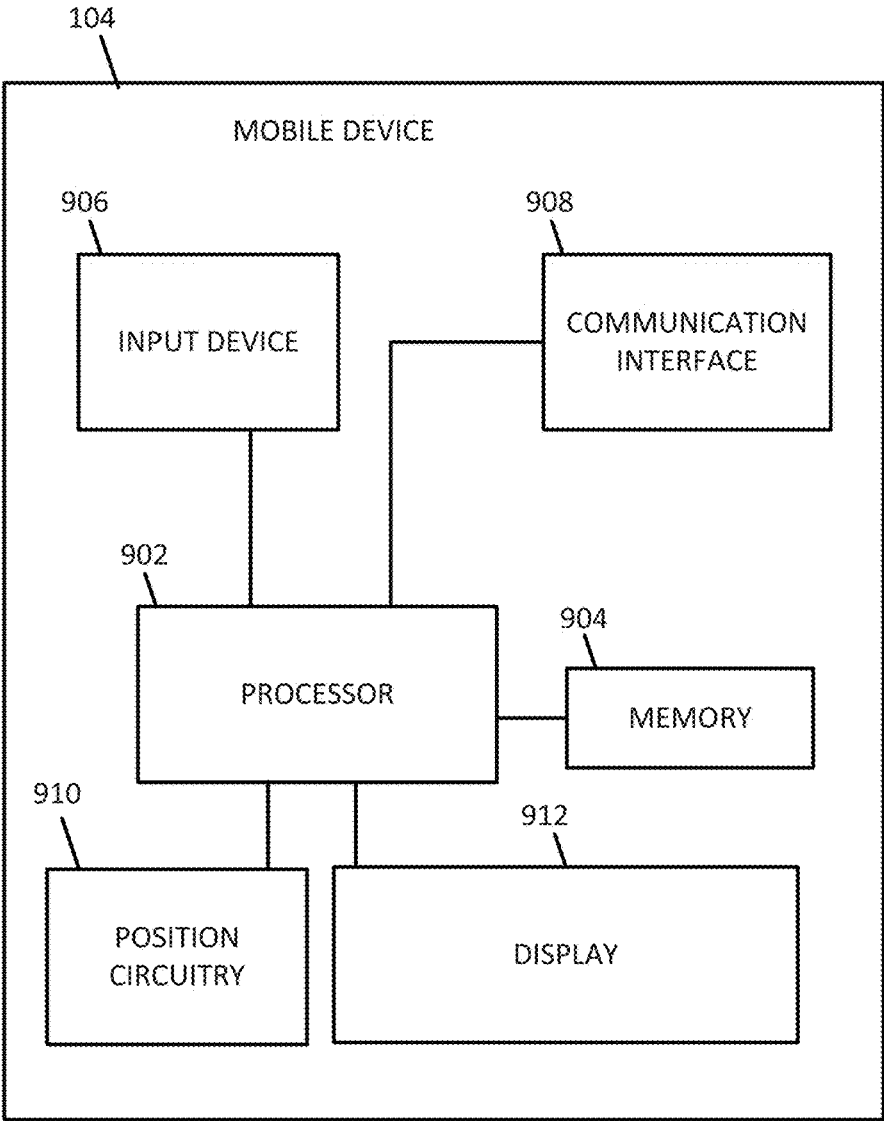 104
MOBILE DEVICE
906
908
INPUT DEVICE
COMMUNICATION
INTERFACE
902
904
PROCESSOR
MEMORY
910
912
POSITION
CIRCUITRY
DISPLAY